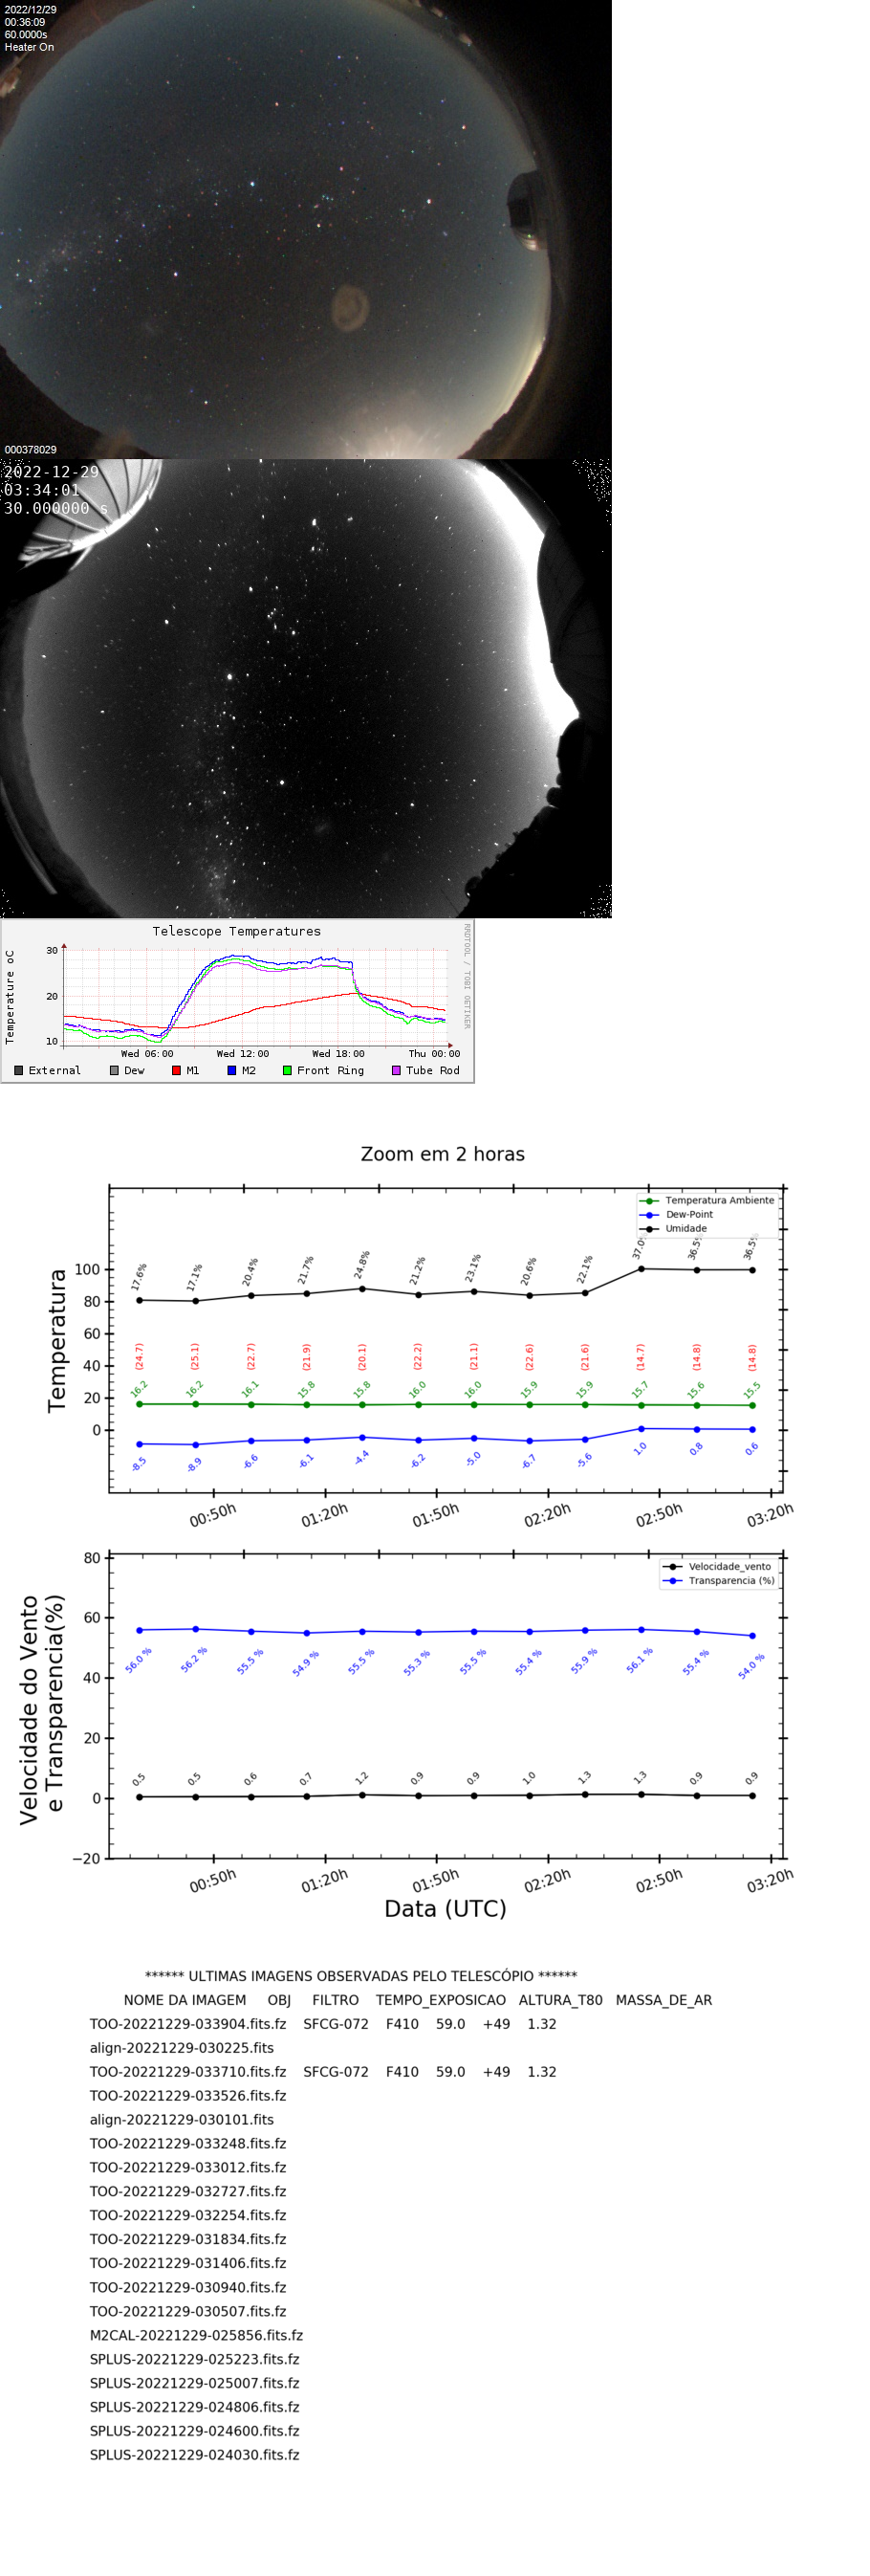 2022/12/29
00:36:09
60.0000s
Heater On
000378029
2022-12-29
03:34:01
30.000000 s
Telescope Temperatures
RRDTOOL / TOBI OETIKER
Temperature oC
30
20
10
Wed 06:00 Wed 12:00 Wed 18:00 Thu 00:00
External Dew M1 M2 Front Ring Tube Rod
Zoom em 2 horas
Temperatura Ambiente
Dew-Point
Umidade
Temperatura
100
80
60
40
20
0
17.6% 17.1% 20.4% 21.7% 24.8% 21.2% 23.1% 20.6% 22.1% 37.0% 36.5% 36.5%
(24.7) (25.1) (22.7) (21.9) (20.1) (22.2) (21.1) (22.6) (21.6) (14.7) (14.8) (14.8)
16.2 16.2 16.1 15.8 15.8 16.0 16.0 15.9 15.9 15.7 15.6 15.5
-8.5 -8.9 -6.6 -6.1 -4.4 -6.2 -5.0 -6.7 -5.6 1.0 0.8 0.6
00:50h 01:20h 01:50h 02:20h 02:50h 03:20h
Velocidade_vento
Transparencia (%)
Velocidade do Vento
e Transparencia(%)
80
60
40
20
0
−20
56.0 % 56.2 % 55.5 % 54.9 % 55.5 % 55.3 % 55.5 % 55.4 % 55.9 % 56.1 % 55.4 % 54.0 %
0.5 0.5 0.6 0.7 1.2 0.9 0.9 1.0 1.3 1.3 0.9 0.9
00:50h 01:20h 01:50h 02:20h 02:50h 03:20h
Data (UTC)
****** ULTIMAS IMAGENS OBSERVADAS PELO TELESCÓPIO ******
NOME DA IMAGEM OBJ FILTRO TEMPO_EXPOSICAO ALTURA_T80 MASSA_DE_AR
TOO-20221229-033904.fits.fz SFCG-072 F410 59.0 +49 1.32
align-20221229-030225.fits
TOO-20221229-033710.fits.fz SFCG-072 F410 59.0 +49 1.32
TOO-20221229-033526.fits.fz
align-20221229-030101.fits
TOO-20221229-033248.fits.fz
TOO-20221229-033012.fits.fz
TOO-20221229-032727.fits.fz
TOO-20221229-032254.fits.fz
TOO-20221229-031834.fits.fz
TOO-20221229-031406.fits.fz
TOO-20221229-030940.fits.fz
TOO-20221229-030507.fits.fz
M2CAL-20221229-025856.fits.fz
SPLUS-20221229-025223.fits.fz
SPLUS-20221229-025007.fits.fz
SPLUS-20221229-024806.fits.fz
SPLUS-20221229-024600.fits.fz
SPLUS-20221229-024030.fits.fz